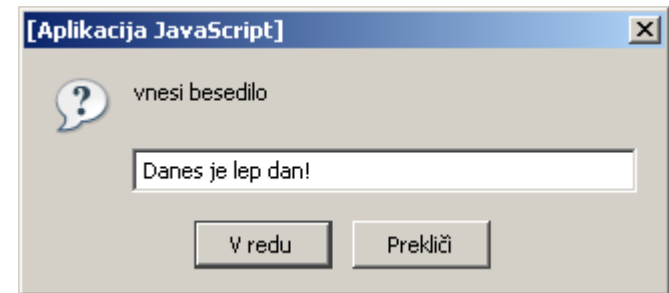 [Aplikacija JavaScript]
vnesi besedilo
Danes je lep dan!
V redu
Prekliči